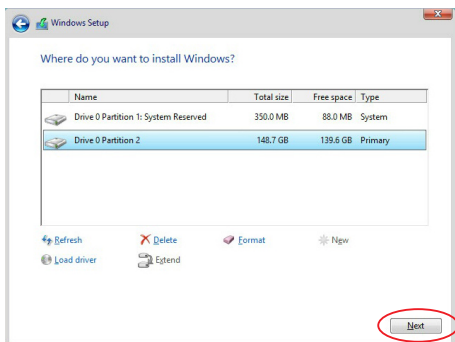 Windows Setup
Where do you want to install Windows?
Name Total size Free space Type
Drive 0 Partition 1: System Reserved 350.0 MB 88.0 MB System
Drive 0 Partition 2 148.7 GB 139.6 GB Primary
Refresh Delete Format New
Load driver Extend
Next